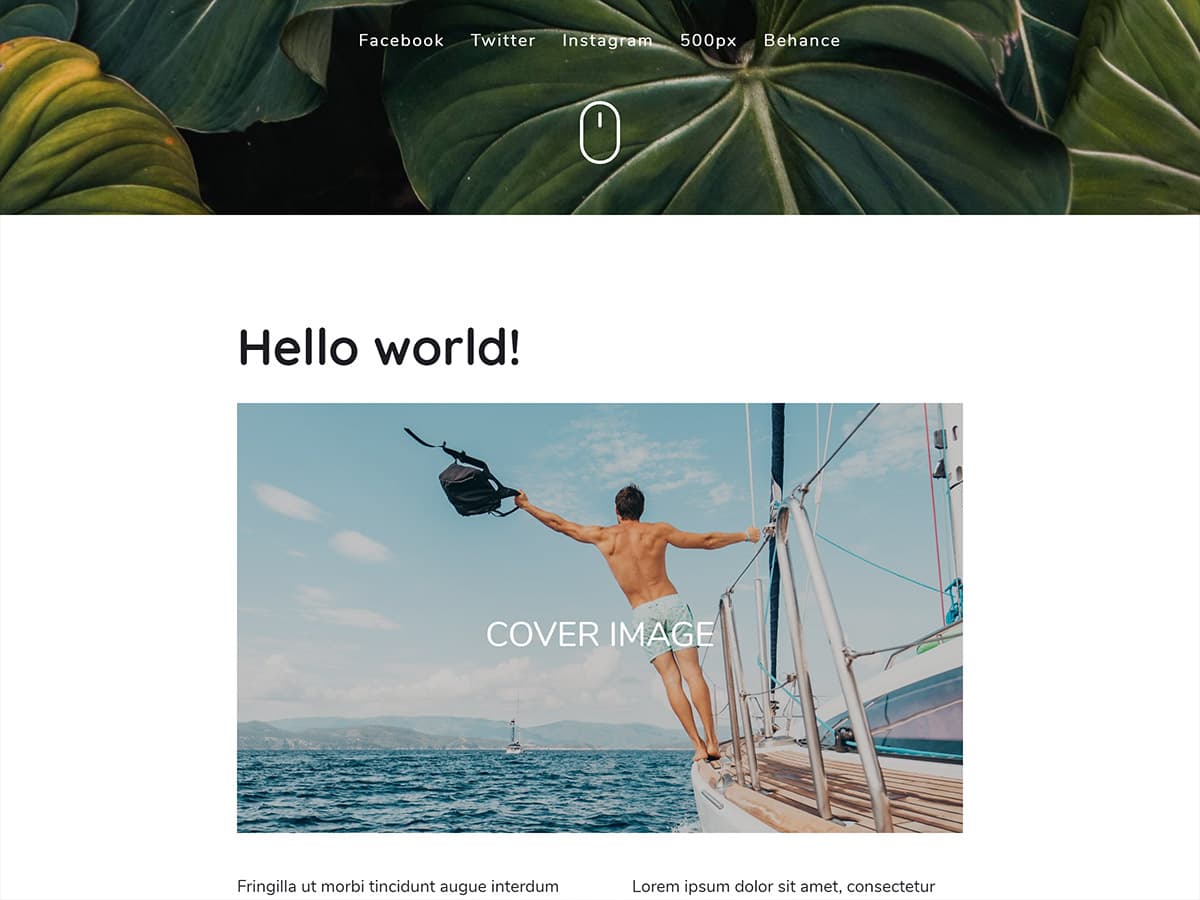 Facebook Twitter Instagram 500px Behance
Hello world!
COVER IMAGE
Fringilla ut morbi tincidunt augue interdum
Lorem ipsum dolor sit amet, consectetur